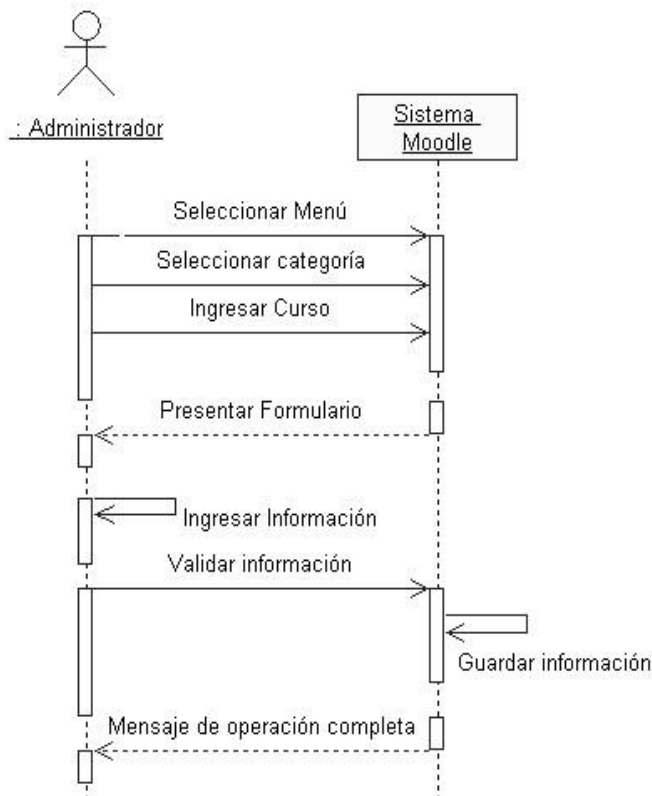 : Administrador
Sistema
Moodle
Seleccionar Menú
Seleccionar categoría
Ingresar Curso
Presentar Formulario
Ingresar Información
Validar información
Guardar información
Mensaje de operación completa